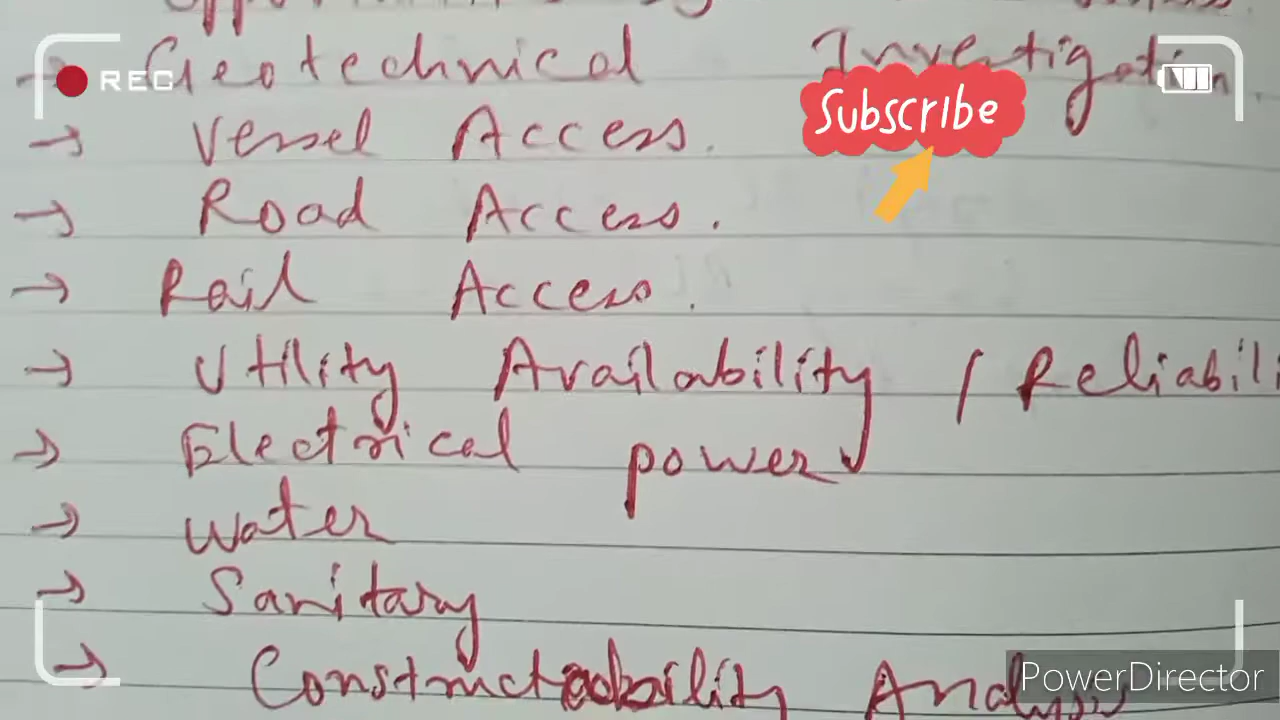 → Geotechnical Investigation.
REC
Subscribe
→ Vessel Access.
→ Road Access.
→ Rail Access.
→ Utility Availability / Reliabili
→ Electrical power
→ Water
→ Sanitary
→ Constructability Analysis
PowerDirector